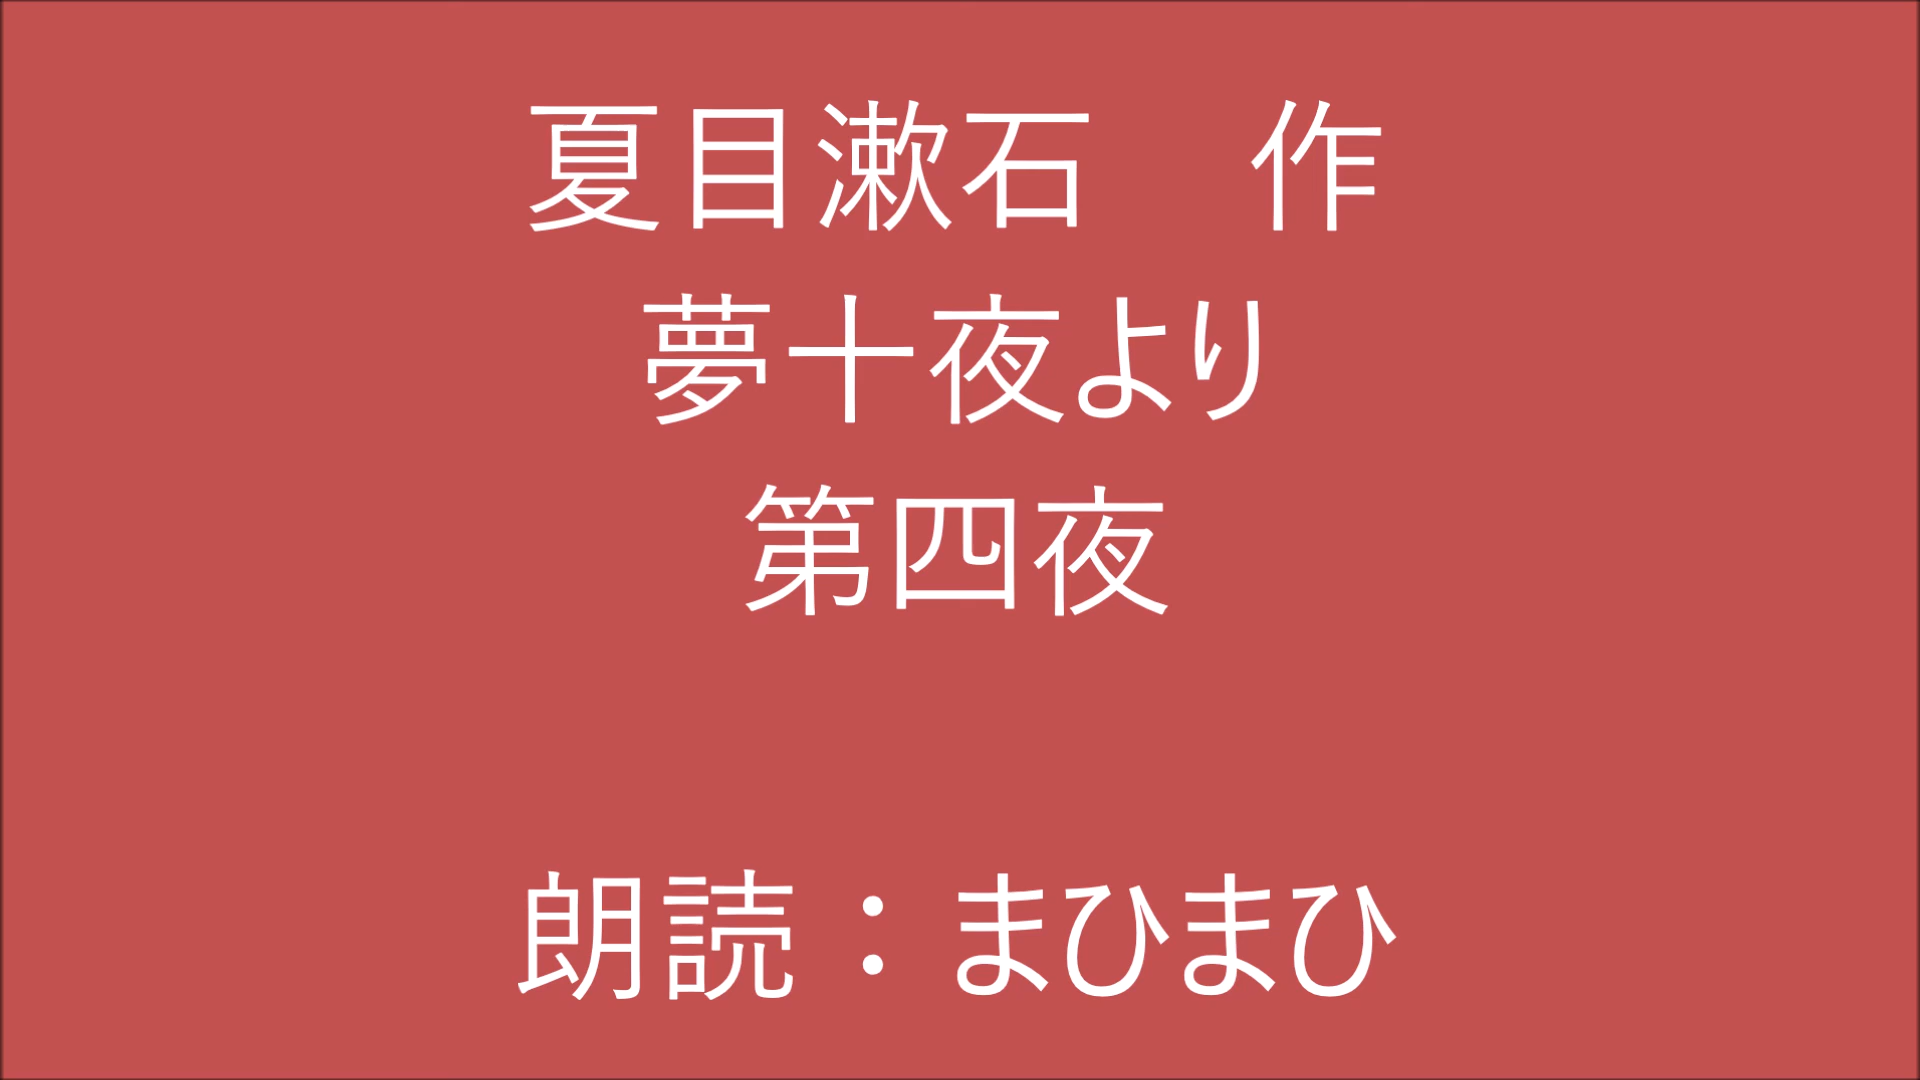 夏目漱石　作
夢十夜より
第四夜
朗読：まひまひ